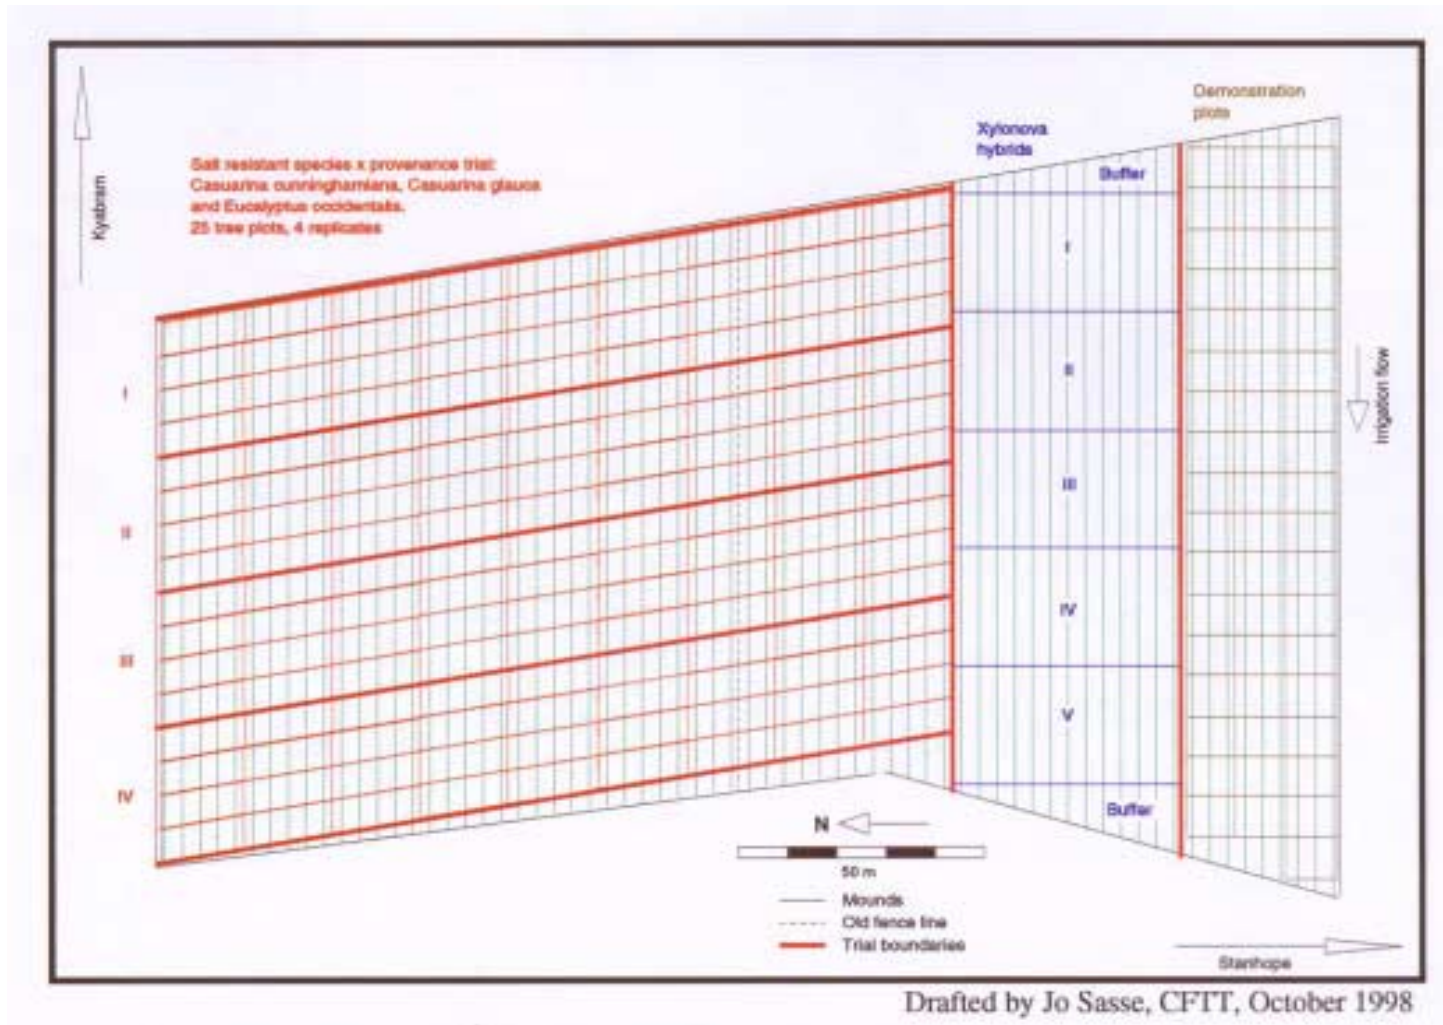 Demonstration
plots
Xylonova
hybrids
Salt resistant species x provenance trial:
Casuarina cunninghamiana, Casuarina glauca
and Eucalyptus occidentalis.
25 tree plots, 4 replicates
Kyabram
Buffer
I
II
III
IV
V
Buffer
I
II
III
IV
Irrigation flow
N
50 m
Mounds
Old fence line
Trial boundaries
Stanhope
Drafted by Jo Sasse, CFTT, October 1998